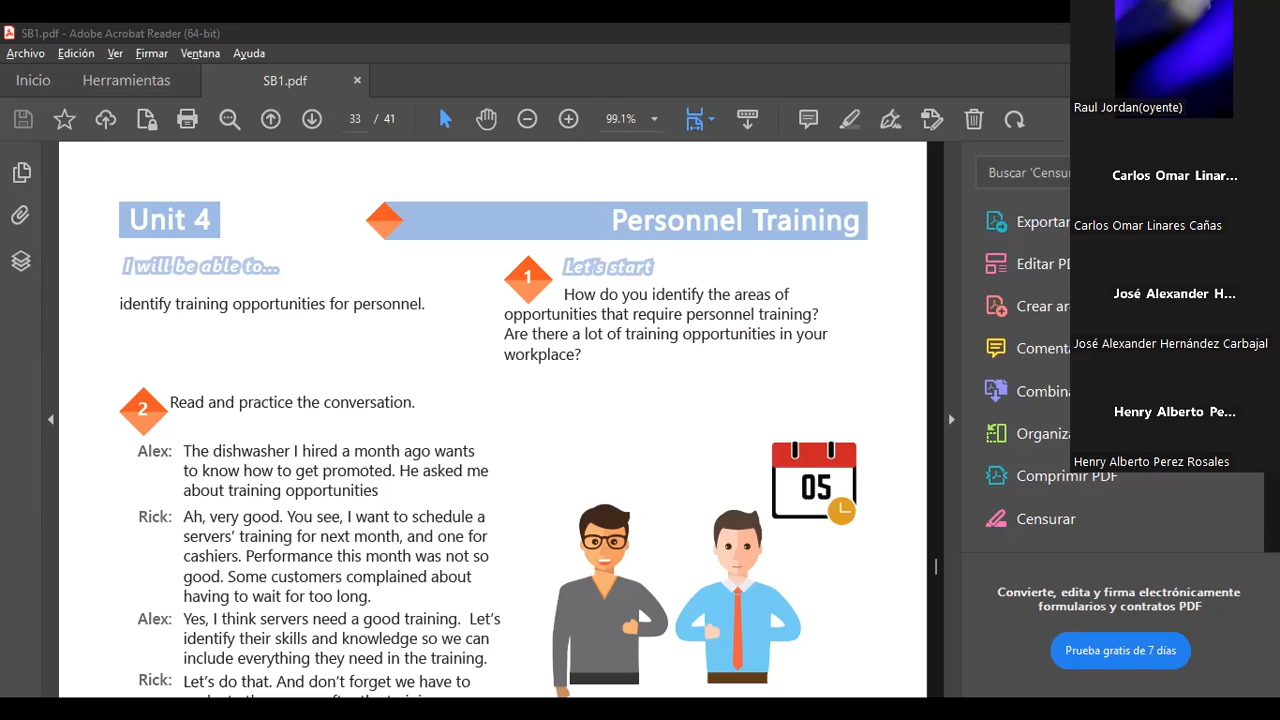 SB1.pdf - Adobe Acrobat Reader (64-bit)
Archivo Edición Ver Firmar Ventana Ayuda
Inicio Herramientas SB1.pdf ×
33 / 41 99.1%
Unit 4 Personnel Training
I will be able to...
identify training opportunities for personnel.
1 Let's start
How do you identify the areas of
opportunities that require personnel training?
Are there a lot of training opportunities in your
workplace?
2 Read and practice the conversation.
Alex: The dishwasher I hired a month ago wants
to know how to get promoted. He asked me
about training opportunities
Rick: Ah, very good. You see, I want to schedule a
servers' training for next month, and one for
cashiers. Performance this month was not so
good. Some customers complained about
having to wait for too long.
Alex: Yes, I think servers need a good training. Let's
identify their skills and knowledge so we can
include everything they need in the training.
Rick: Let's do that. And don't forget we have to
05
Buscar 'Censu
Exportar
Editar PD
Crear ar
Comenta
Combina
Organiza
Comprimir PDF
Censurar
Convierte, edita y firma electrónicamente
formularios y contratos PDF
Prueba gratis de 7 días
Raul Jordan(oyente)
Carlos Omar Linar...
Carlos Omar Linares Cañas
José Alexander H...
José Alexander Hernández Carbajal
Henry Alberto Pe...
Henry Alberto Perez Rosales